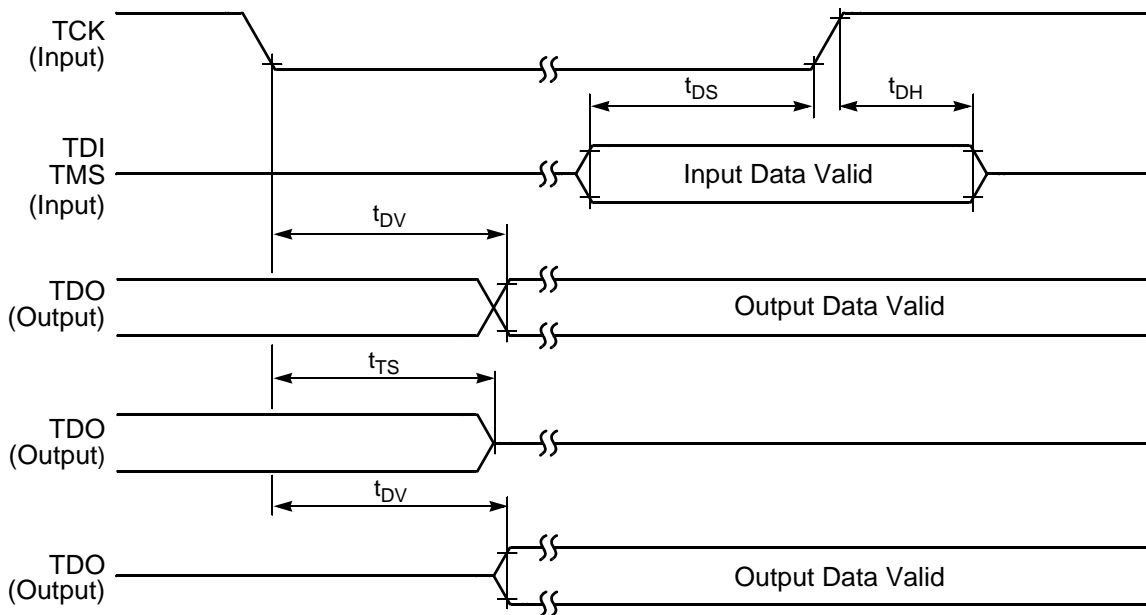 TCK
(Input)
tDS
tDH
TDI
TMS
(Input)
Input Data Valid
tDV
TDO
(Output)
Output Data Valid
tTS
TDO
(Output)
tDV
TDO
(Output)
Output Data Valid